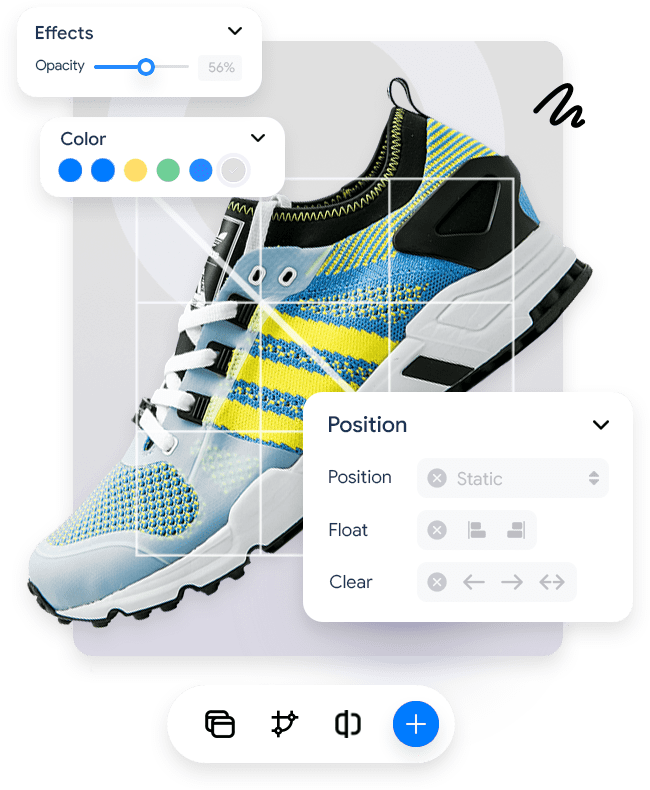 Effects
Opacity 56%
Color
Position
Position Static
Float
Clear